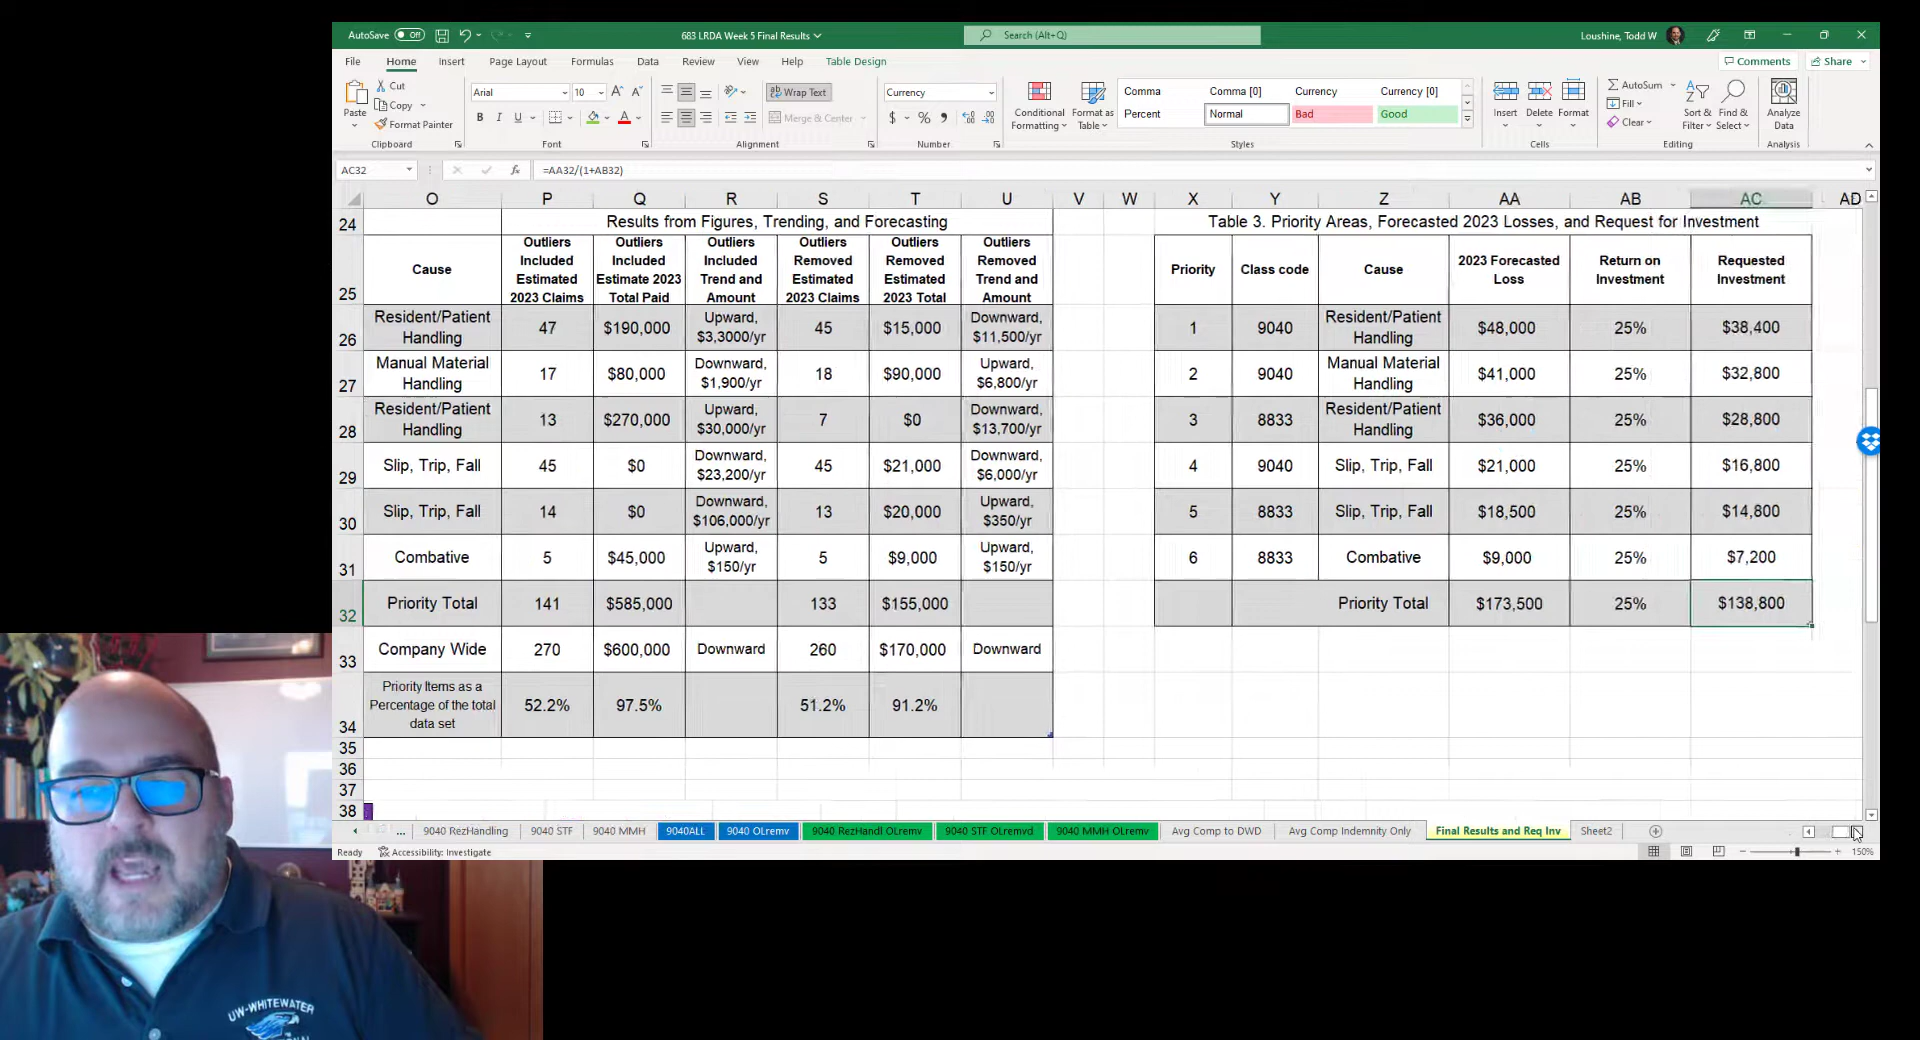 AutoSave Off
683 LRDA Week 5 Final Results
Search (Alt+Q)
Loushine, Todd W
File Home Insert Page Layout Formulas Data Review View Help Table Design
Comments Share
Paste
Cut
Copy
Format Painter
Clipboard
Arial 10
B I U
Font
ab Wrap Text
Merge & Center
Alignment
Currency
$ % 9
Number
Conditional Formatting
Format as Table
Comma Comma [0] Currency Currency [0]
Percent Normal Bad Good
Styles
Insert Delete Format
Cells
AutoSum
Fill
Clear
Sort & Filter
Find & Select
Editing
Analyze Data
Analysis
AC32 fx =AA32/(1+AB32)
O P Q R S T U V W X Y Z AA AB AC AD
24 Results from Figures, Trending, and Forecasting Table 3. Priority Areas, Forecasted 2023 Losses, and Request for Investment
25 Cause Outliers Included Estimated 2023 Claims Outliers Included Estimate 2023 Total Paid Outliers Included Trend and Amount Outliers Removed Estimated 2023 Claims Outliers Removed Estimated 2023 Total Outliers Removed Trend and Amount Priority Class code Cause 2023 Forecasted Loss Return on Investment Requested Investment
26 Resident/Patient Handling 47 $190,000 Upward, $3,3000/yr 45 $15,000 Downward, $11,500/yr 1 9040 Resident/Patient Handling $48,000 25% $38,400
27 Manual Material Handling 17 $80,000 Downward, $1,900/yr 18 $90,000 Upward, $6,800/yr 2 9040 Manual Material Handling $41,000 25% $32,800
28 Resident/Patient Handling 13 $270,000 Upward, $30,000/yr 7 $0 Downward, $13,700/yr 3 8833 Resident/Patient Handling $36,000 25% $28,800
29 Slip, Trip, Fall 45 $0 Downward, $23,200/yr 45 $21,000 Downward, $6,000/yr 4 9040 Slip, Trip, Fall $21,000 25% $16,800
30 Slip, Trip, Fall 14 $0 Downward, $106,000/yr 13 $20,000 Upward, $350/yr 5 8833 Slip, Trip, Fall $18,500 25% $14,800
31 Combative 5 $45,000 Upward, $150/yr 5 $9,000 Upward, $150/yr 6 8833 Combative $9,000 25% $7,200
32 Priority Total 141 $585,000 133 $155,000 Priority Total $173,500 25% $138,800
33 Company Wide 270 $600,000 Downward 260 $170,000 Downward
34 Priority Items as a Percentage of the total data set 52.2% 97.5% 51.2% 91.2%
35
36
37
38
... 9040 RezHandling 9040 STF 9040 MMH 9040ALL 9040 OLremv 9040 RezHandl OLremv 9040 STF OLremvd 9040 MMH OLremv Avg Comp to DWD Avg Comp Indemnity Only Final Results and Req Inv Sheet2
Ready Accessibility: Investigate 150%
UW-WHITEWATER